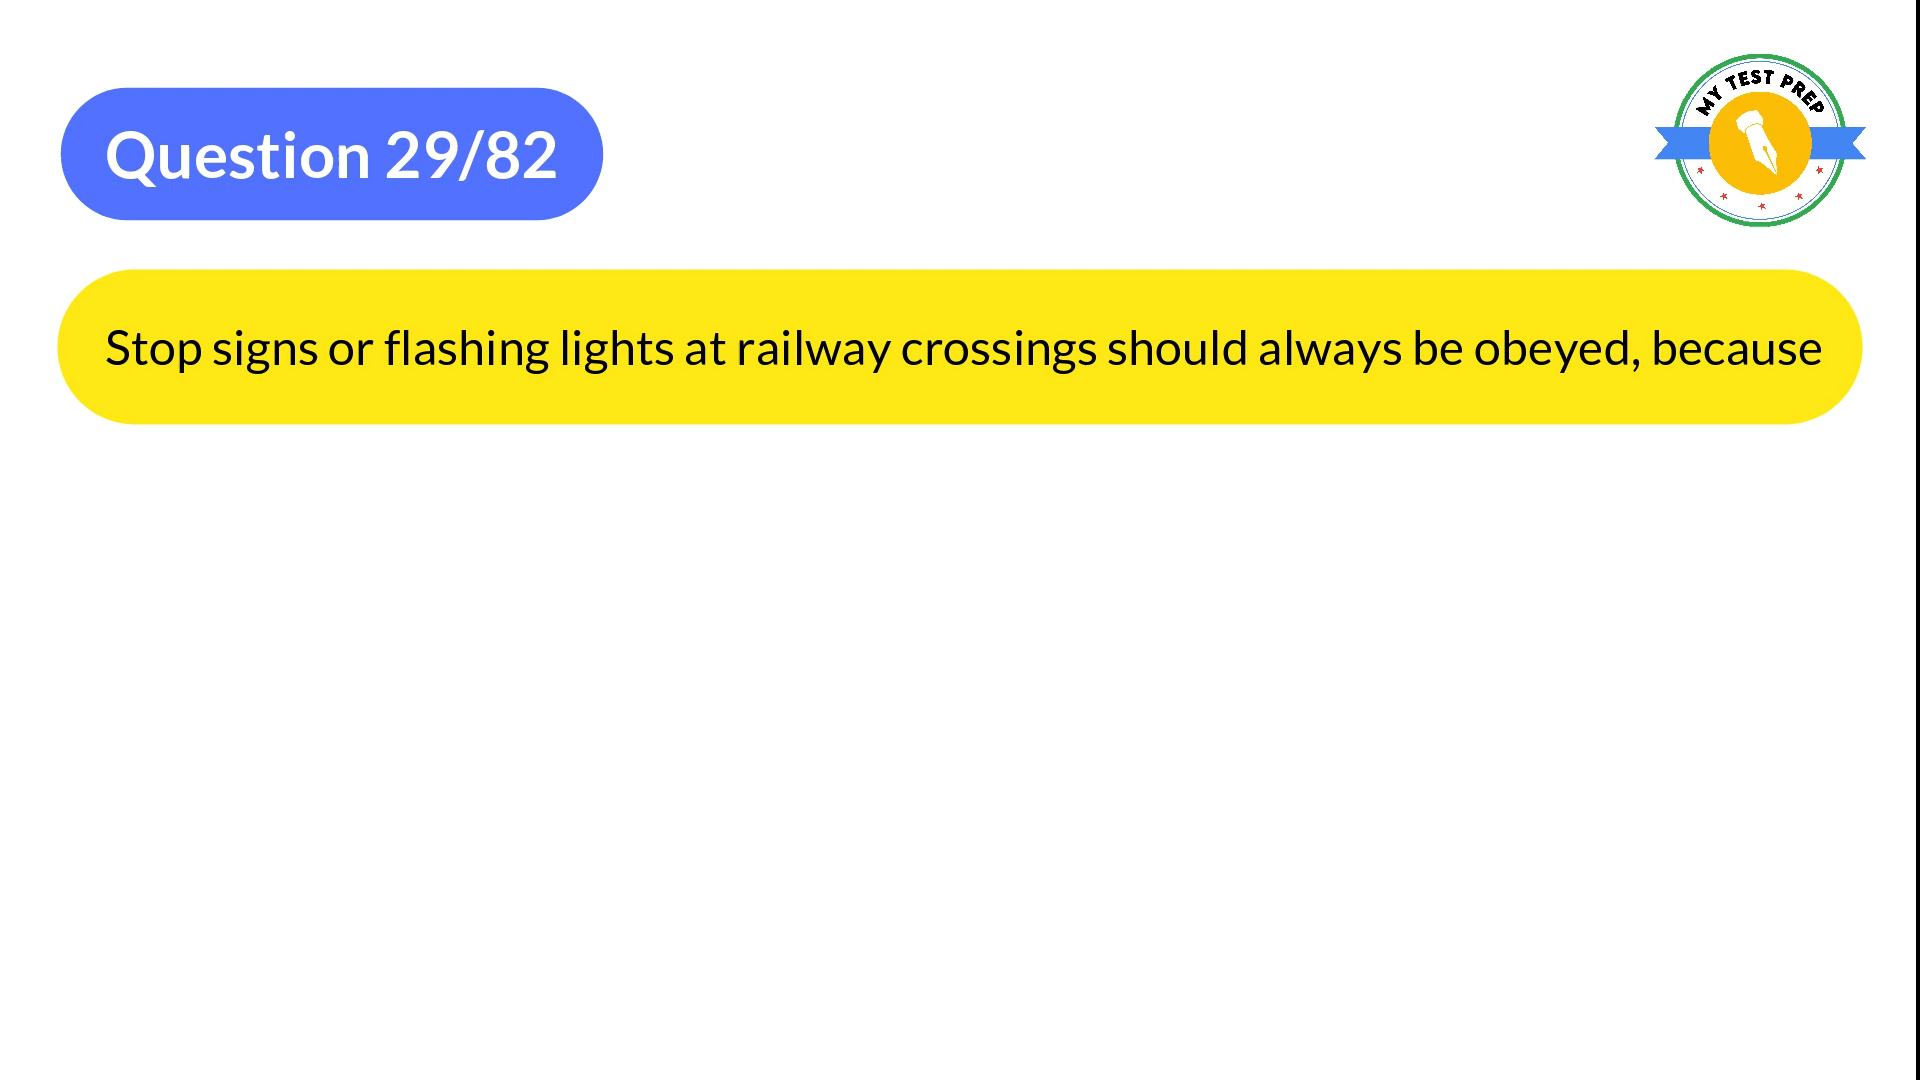 MY TEST PREP
Question 29/82
Stop signs or flashing lights at railway crossings should always be obeyed, because